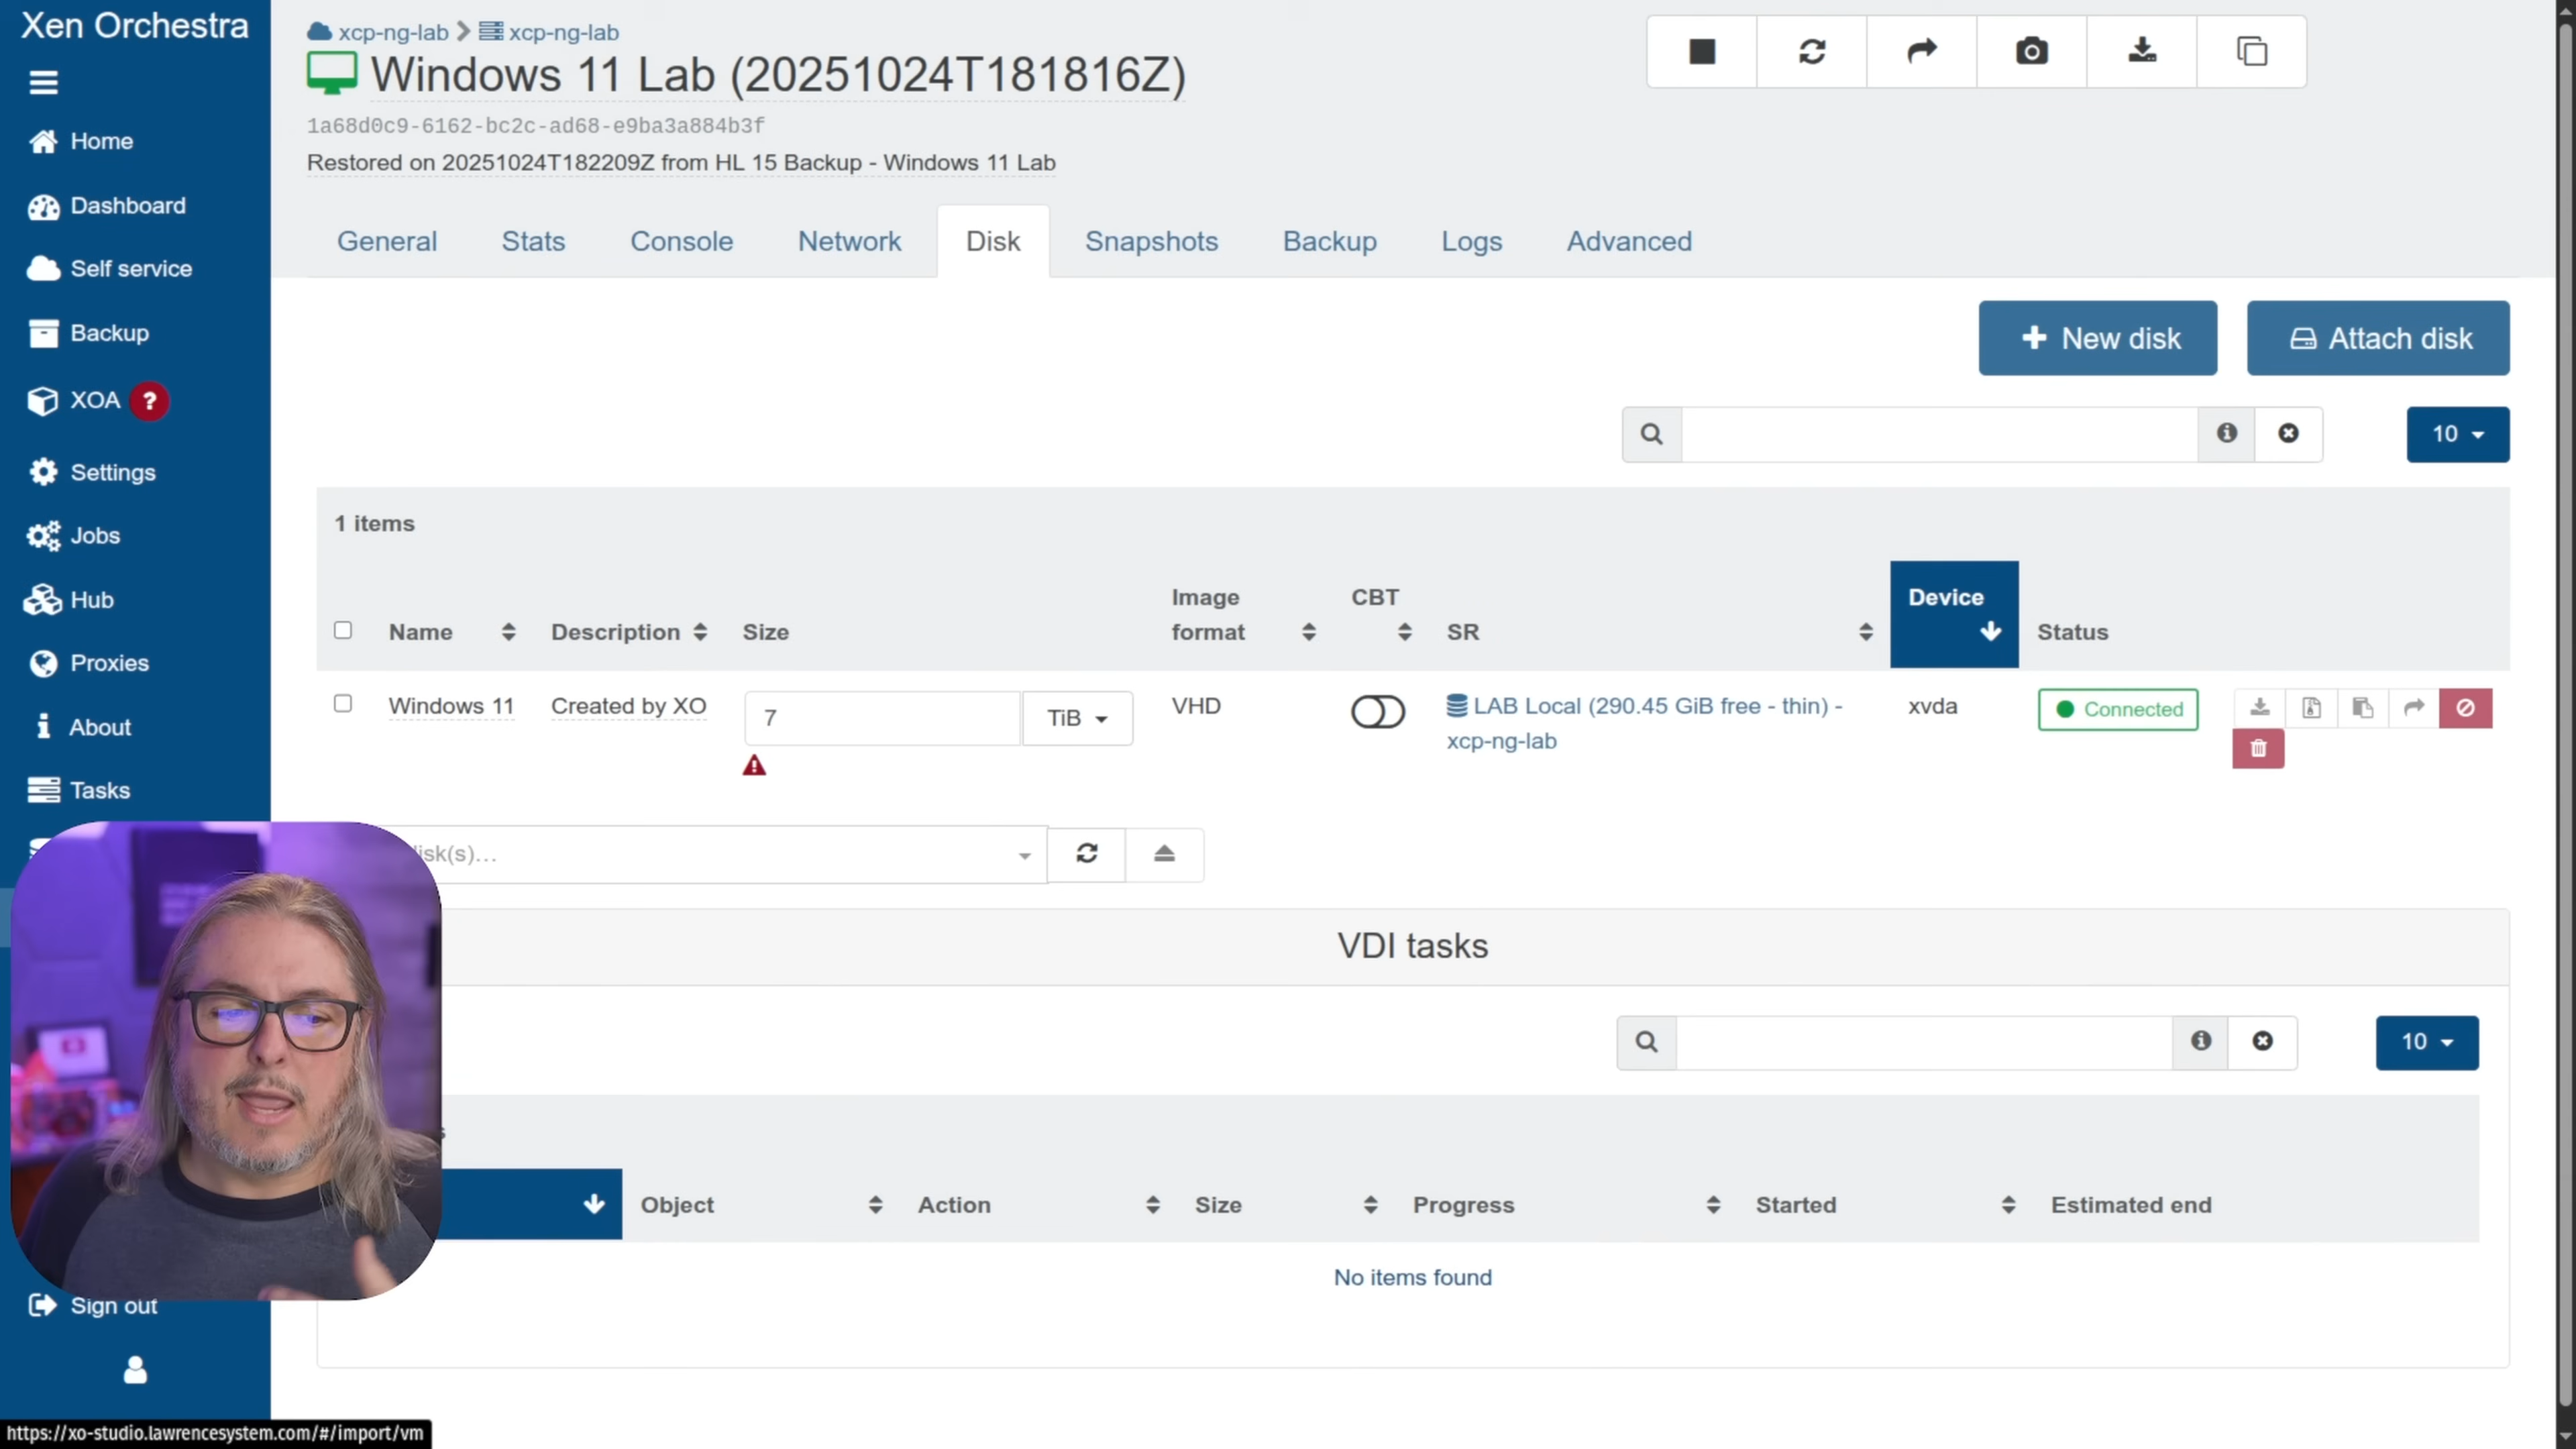 Xen Orchestra
Home
Dashboard
Self service
Backup
XOA ?
Settings
Jobs
Hub
Proxies
About
Tasks
Sign out
xcp-ng-lab xcp-ng-lab
Windows 11 Lab (20251024T181816Z)
1a68d0c9-6162-bc2c-ad68-e9ba3a884b3f
Restored on 20251024T182209Z from HL 15 Backup - Windows 11 Lab
General Stats Console Network Disk Snapshots Backup Logs Advanced
New disk Attach disk
10
1 items
Image CBT Device
Name Description Size format SR Status
Windows 11 Created by XO 7 TiB VHD LAB Local (290.45 GiB free - thin) - xvda Connected
xcp-ng-lab
disk(s)...
VDI tasks
10
Object Action Size Progress Started Estimated end
No items found
https://xo-studio.lawrencesystem.com/#/import/vm